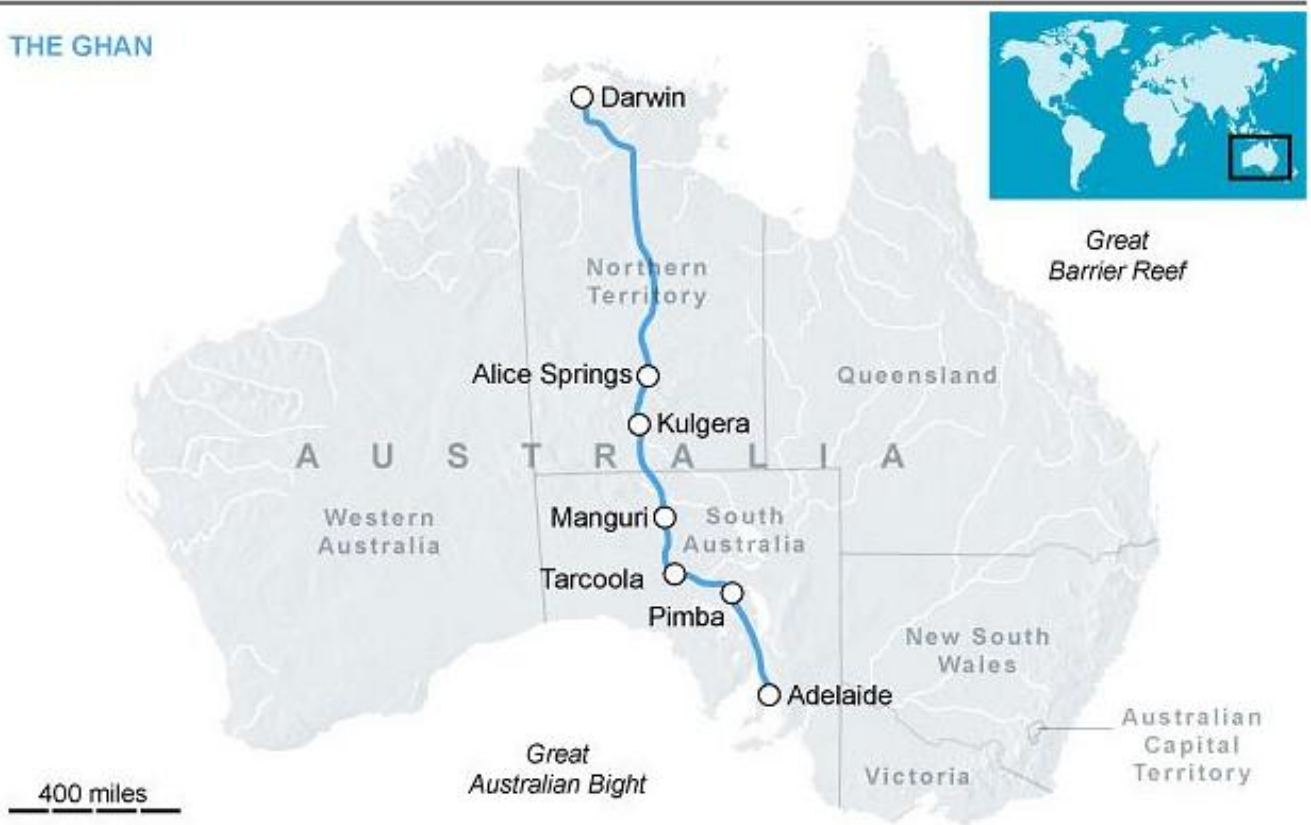 THE GHAN
Darwin
Great
Barrier Reef
Northern
Territory
Alice Springs
Queensland
Kulgera
AUSTRALIA
Western
Australia
Manguri
South
Australia
Tarcoola
Pimba
New South
Wales
Adelaide
Australian
Capital
Territory
Great
Australian Bight
Victoria
400 miles